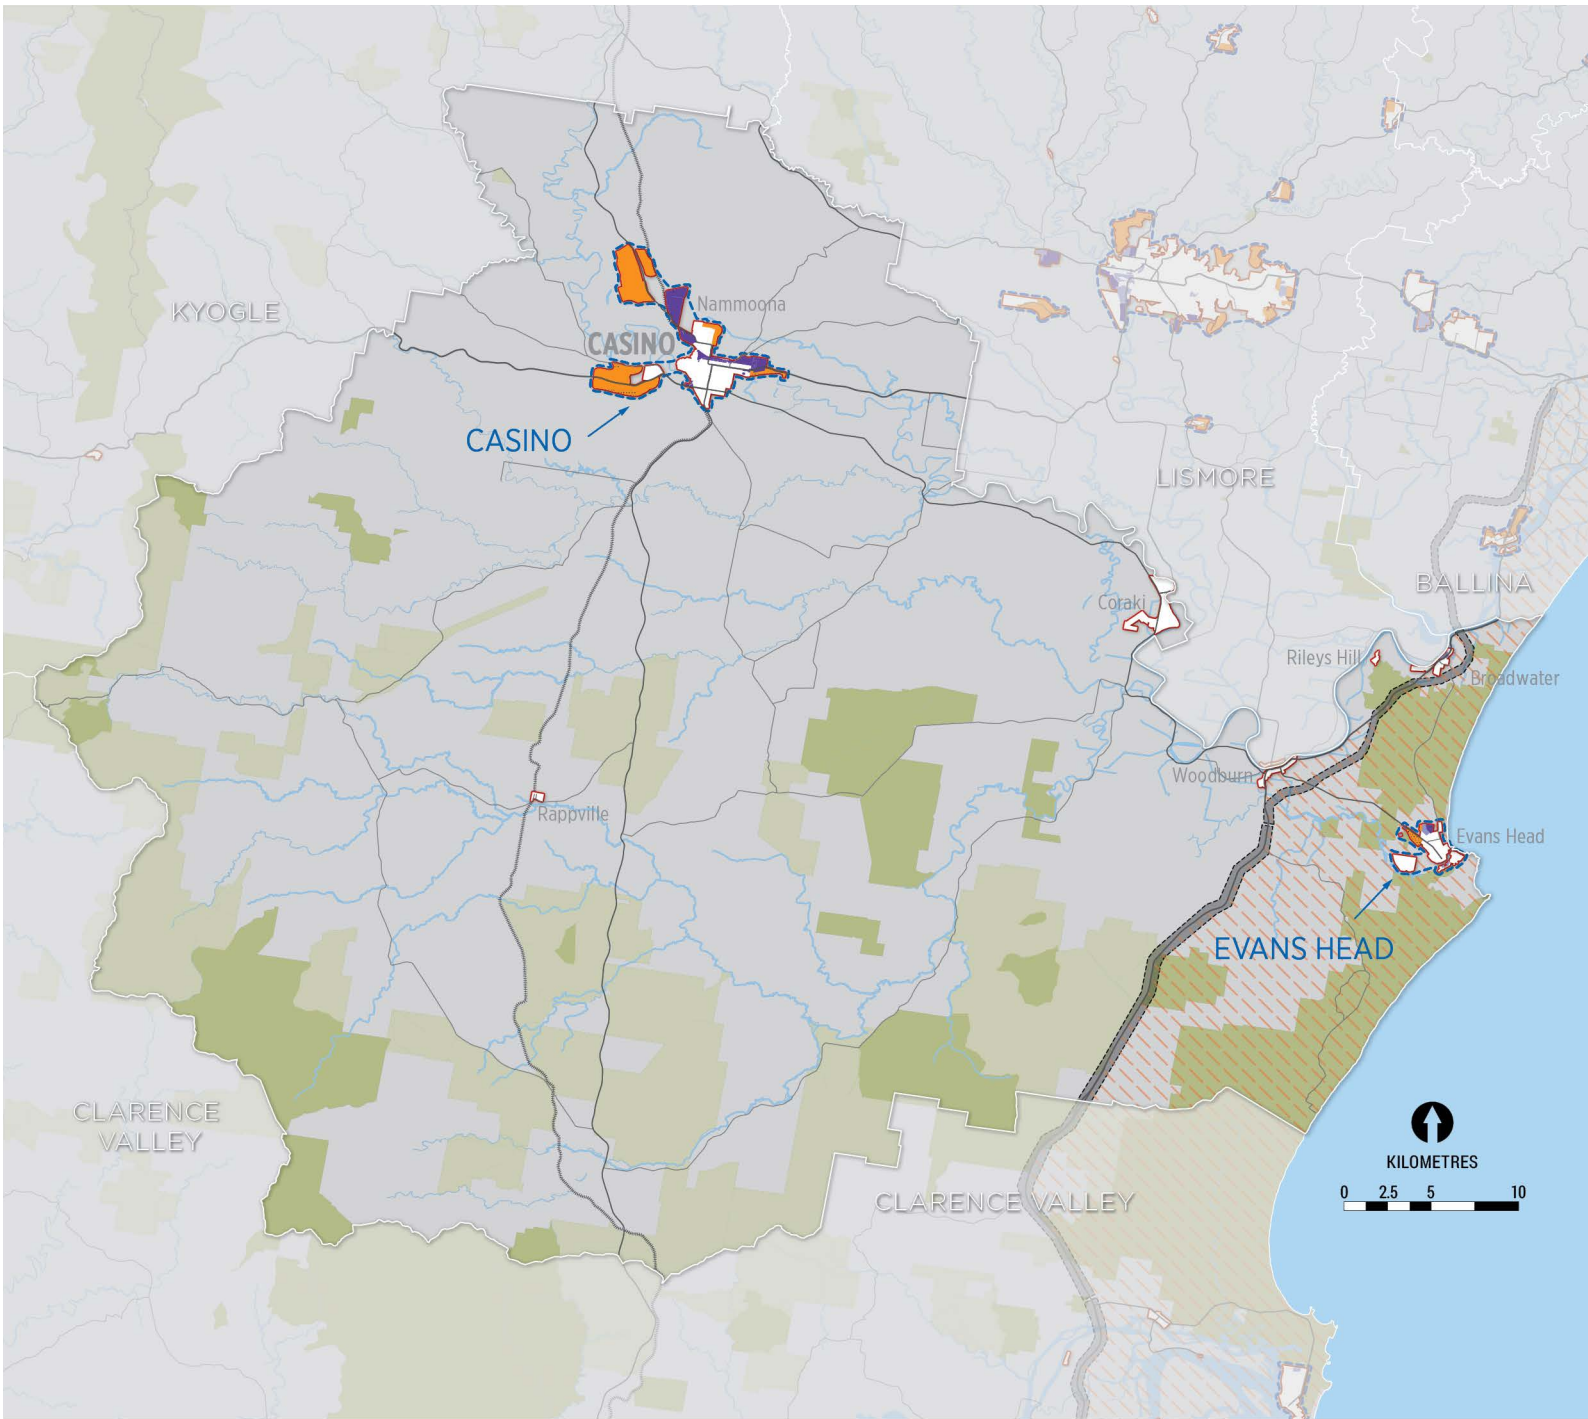 Nammoona
KYOGLE
CASINO
CASINO
LISMORE
BALLINA
Coraki
Rileys Hill
Broadwater
Woodburn
Rappville
Evans Head
EVANS HEAD
CLARENCE
VALLEY
KILOMETRES
0 2.5 5 10
CLARENCE VALLEY